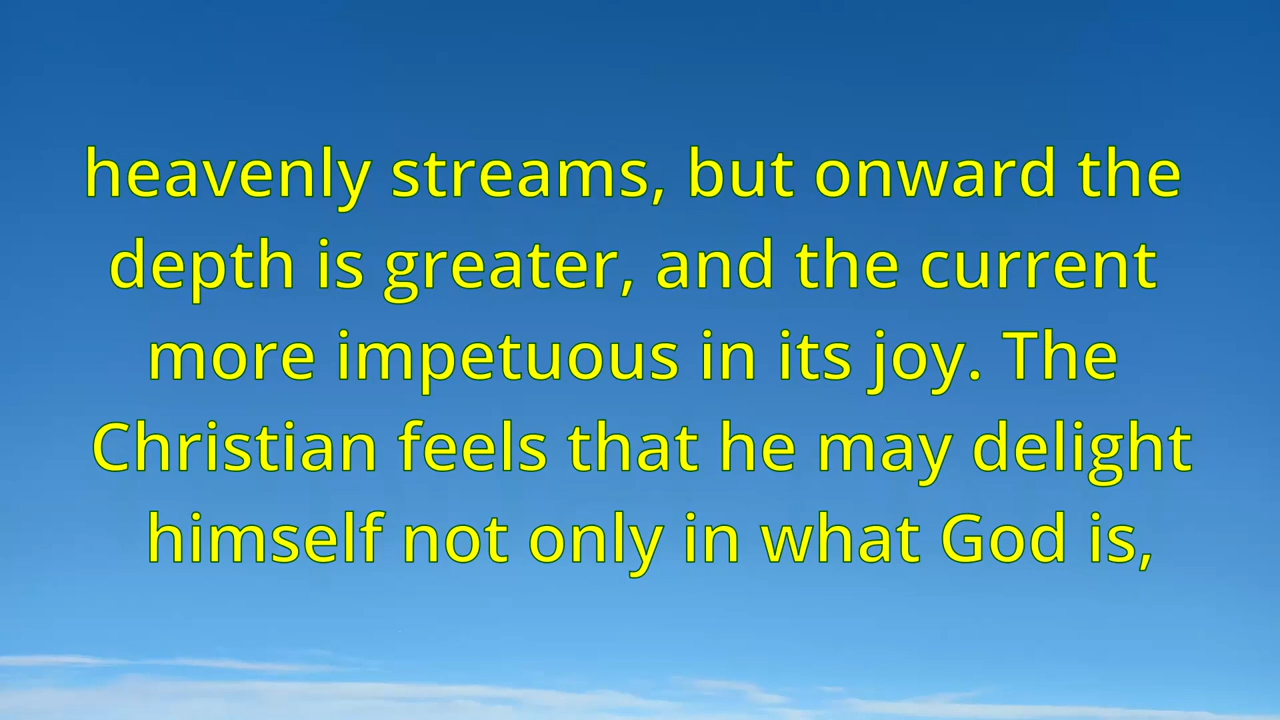 heavenly streams, but onward the
depth is greater, and the current
more impetuous in its joy. The
Christian feels that he may delight
himself not only in what God is,